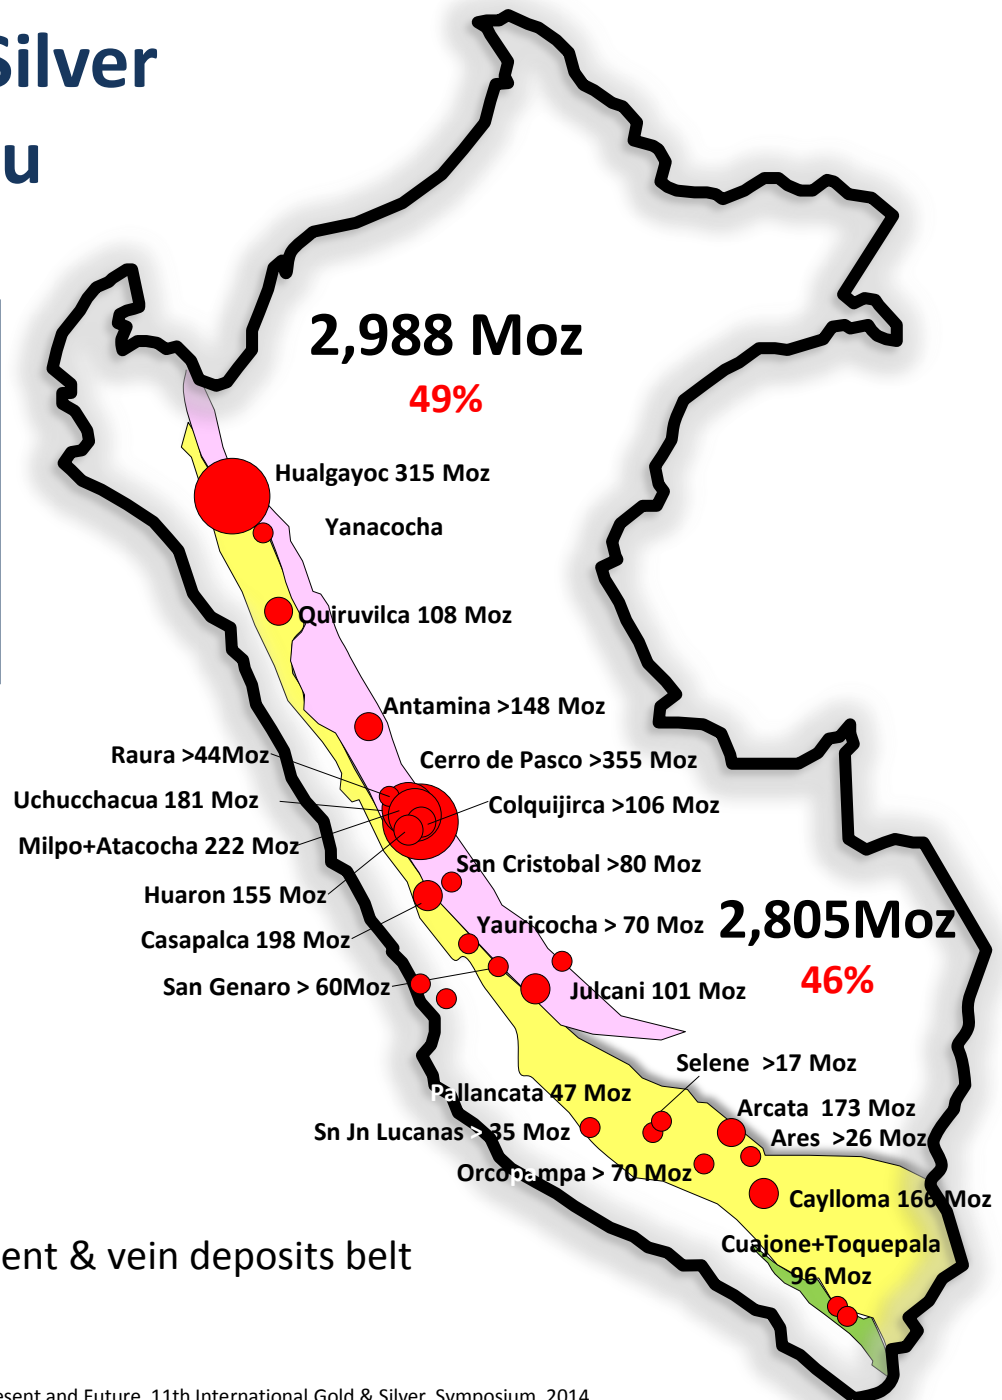 Silver
u
2,988 Moz
49%
Hualgayoc 315 Moz
Yanacocha
Quiruvilca 108 Moz
Antamina >148 Moz
Raura >44Moz
Cerro de Pasco >355 Moz
Uchucchacua 181 Moz
Colquijirca >106 Moz
Milpo+Atacocha 222 Moz
San Cristobal >80 Moz
Huaron 155 Moz
Casapalca 198 Moz
Yauricocha > 70 Moz
2,805Moz
46%
San Genaro > 60Moz
Julcani 101 Moz
Selene >17 Moz
Pallancata 47 Moz
Arcata 173 Moz
Sn Jn Lucanas > 35 Moz
Ares >26 Moz
Orcopampa > 70 Moz
Caylloma 166 Moz
Cuajone+Toquepala
96 Moz
ent & vein deposits belt
esent and Future, 11th International Gold & Silver Symposium, 2014